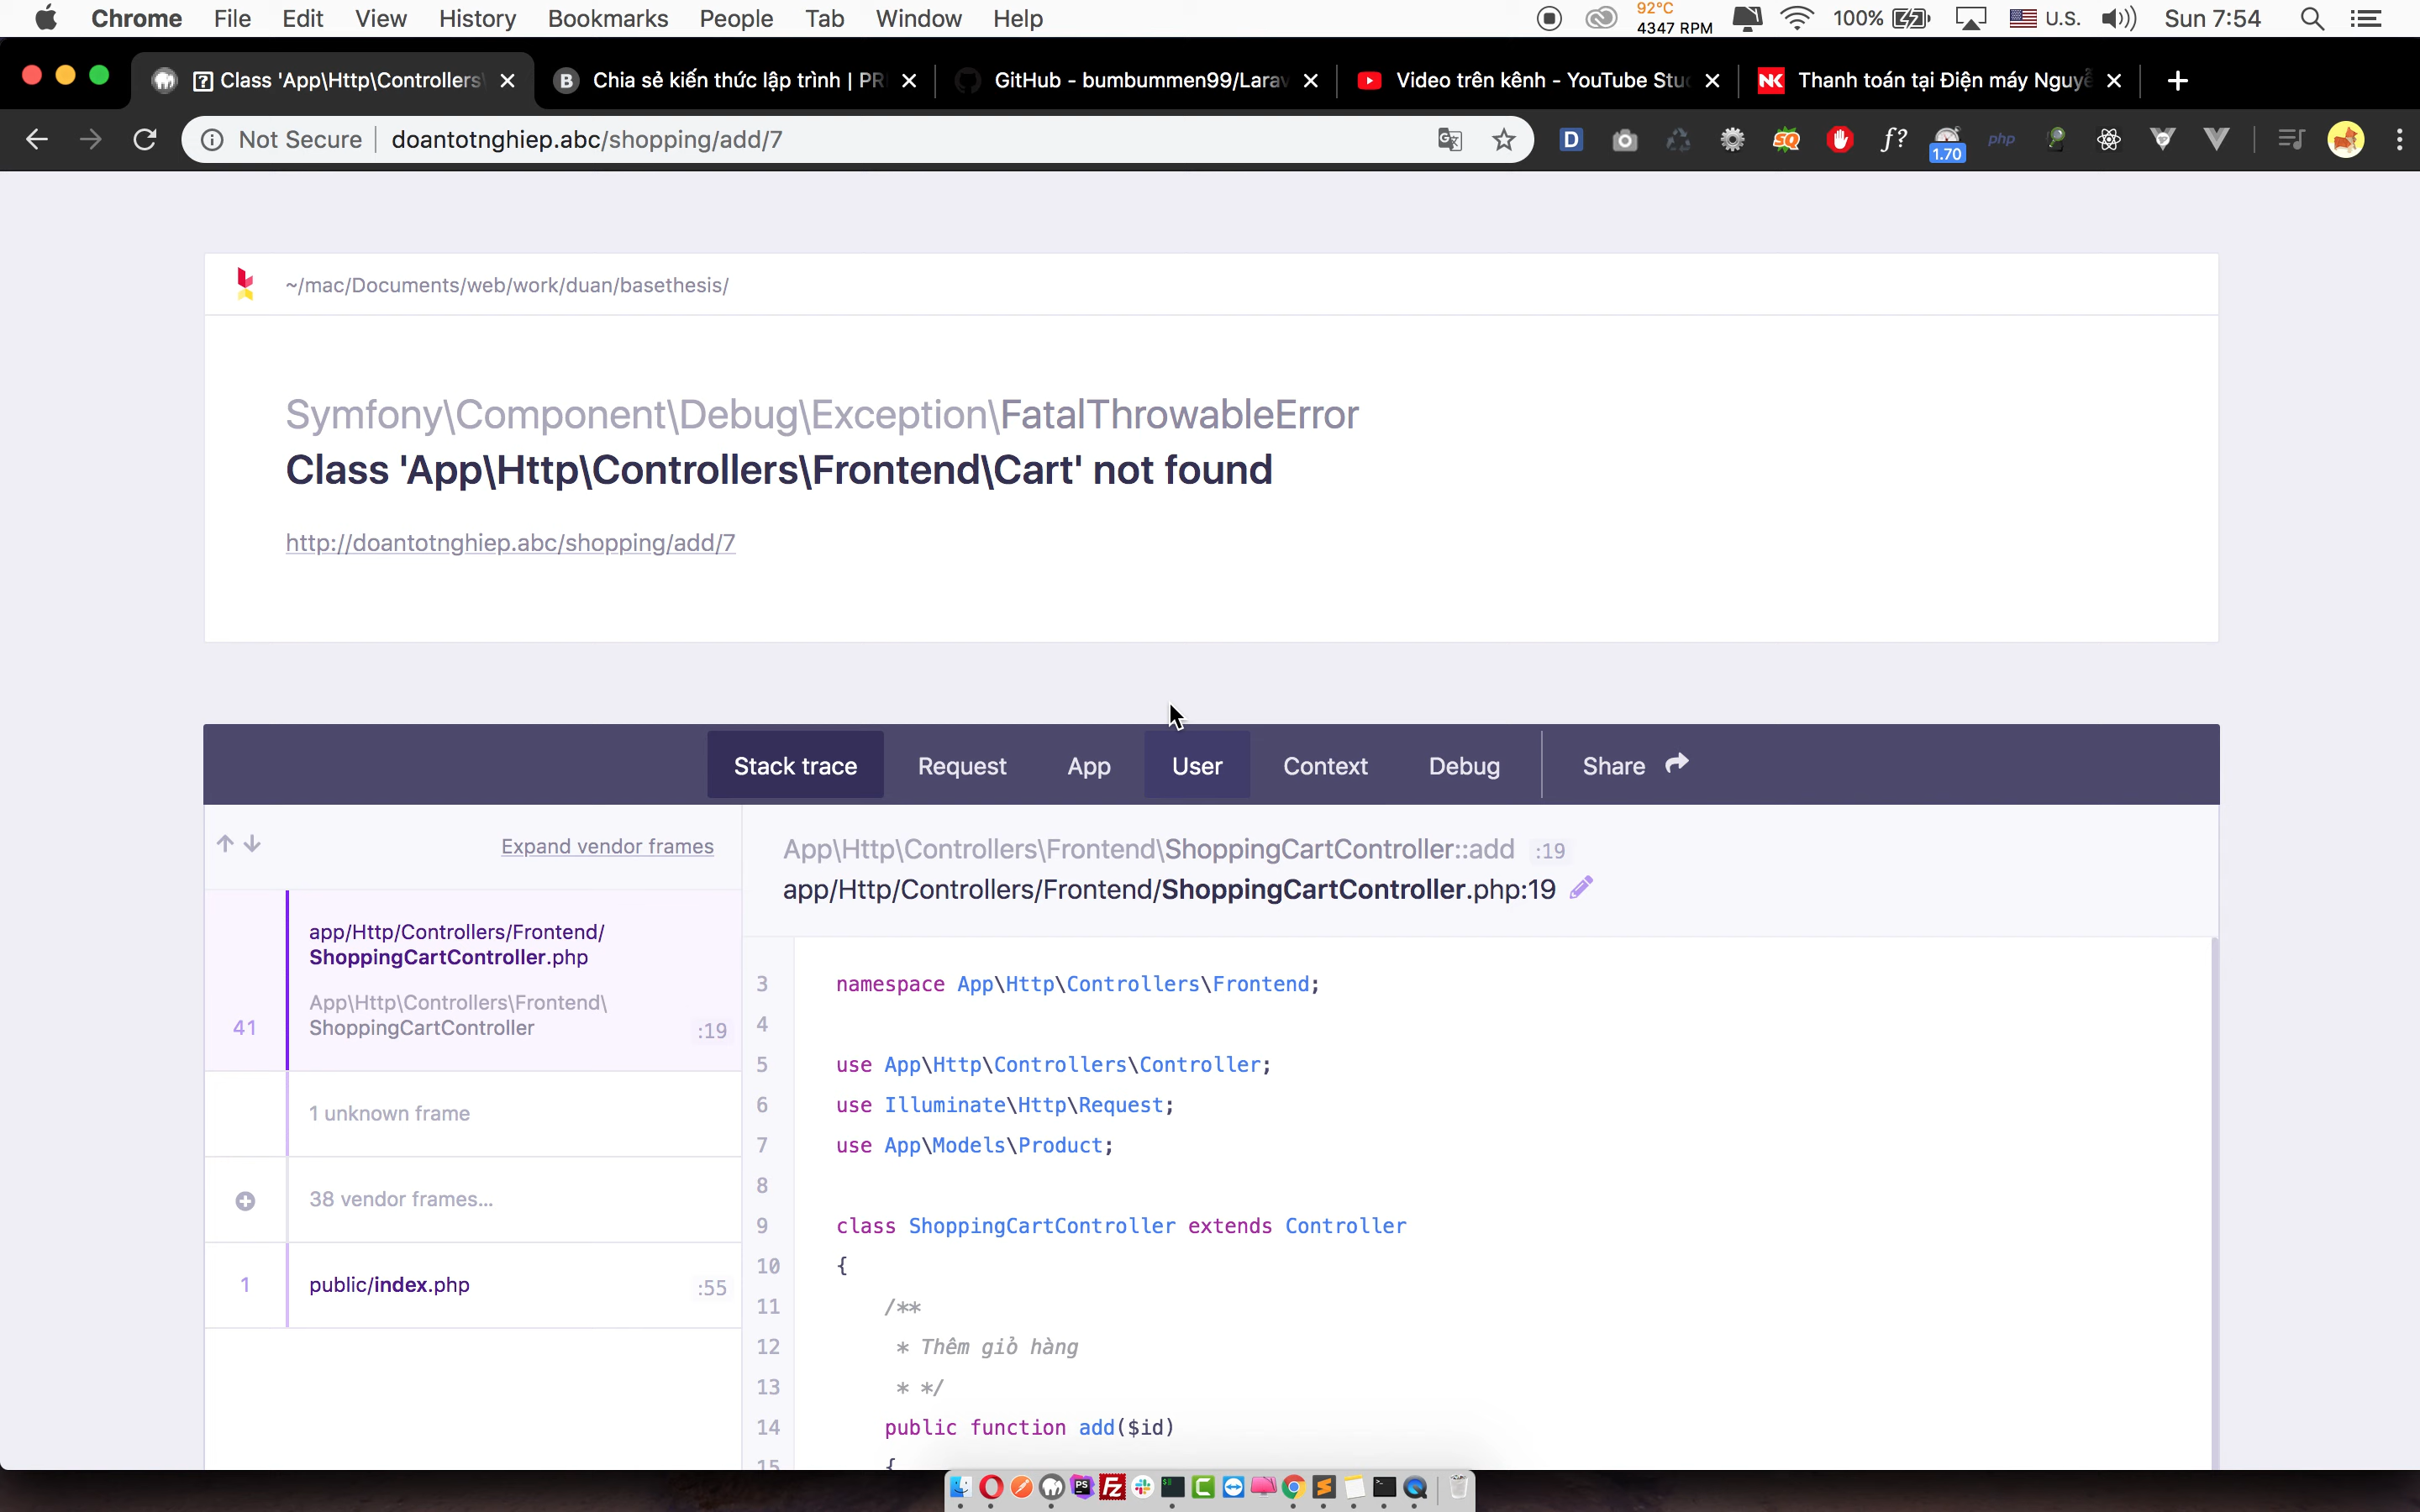 Chrome File Edit View History Bookmarks People Tab Window Help
92°C
4347 RPM
100%
U.S.
Sun 7:54
Class 'App\Http\Controllers\
Chia sẻ kiến thức lập trình | PR
GitHub - bumbummen99/Larav
Video trên kênh - YouTube Stu
NK Thanh toán tại Điện máy Nguyễ
Not Secure doantotnghiep.abc/shopping/add/7
D
SQ
f?
1.70
php
~/mac/Documents/web/work/duan/basethesis/
Symfony\Component\Debug\Exception\FatalThrowableError
Class 'App\Http\Controllers\Frontend\Cart' not found
http://doantotnghiep.abc/shopping/add/7
Stack trace Request App User Context Debug Share
Expand vendor frames
app/Http/Controllers/Frontend/
ShoppingCartController.php
App\Http\Controllers\Frontend\
41 ShoppingCartController :19
1 unknown frame
38 vendor frames...
1 public/index.php :55
App\Http\Controllers\Frontend\ShoppingCartController::add :19
app/Http/Controllers/Frontend/ShoppingCartController.php:19
3 namespace App\Http\Controllers\Frontend;
4
5 use App\Http\Controllers\Controller;
6 use Illuminate\Http\Request;
7 use App\Models\Product;
8
9 class ShoppingCartController extends Controller
10 {
11 /**
12 * Thêm giỏ hàng
13 * */
14 public function add($id)
15 {